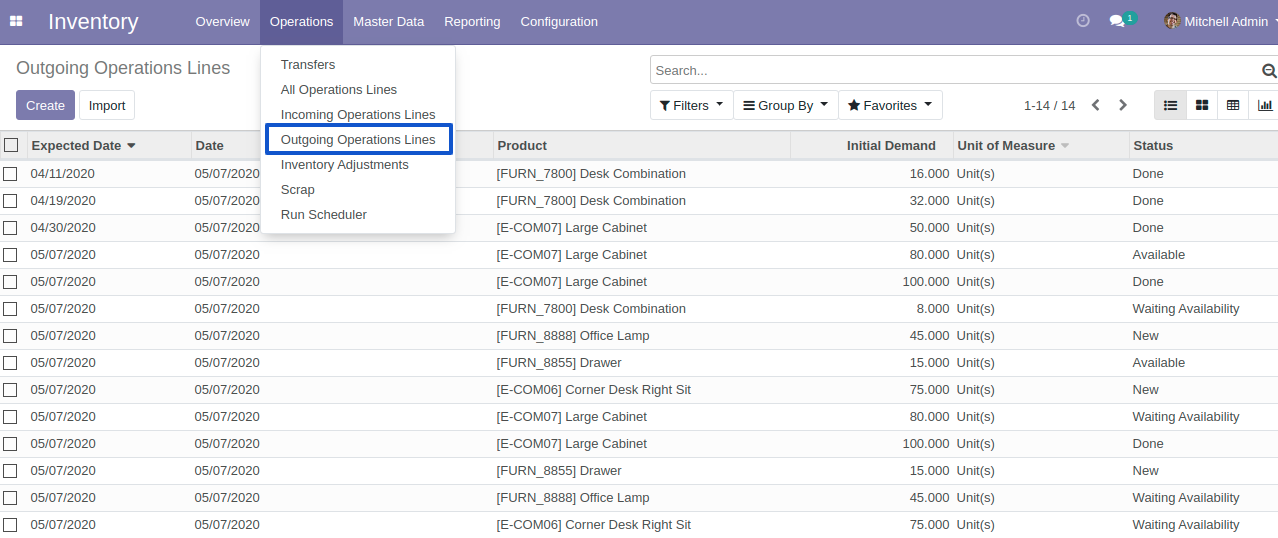 Inventory Overview Operations Master Data Reporting Configuration 1 Mitchell Admin
Outgoing Operations Lines
Search...
Create Import
Filters Group By Favorites 1-14 / 14
Transfers
All Operations Lines
Incoming Operations Lines
Outgoing Operations Lines
Inventory Adjustments
Scrap
Run Scheduler
Expected Date Date Product Initial Demand Unit of Measure Status
04/11/2020 05/07/2020 [FURN_7800] Desk Combination 16.000 Unit(s) Done
04/19/2020 05/07/2020 [FURN_7800] Desk Combination 32.000 Unit(s) Done
04/30/2020 05/07/2020 [E-COM07] Large Cabinet 50.000 Unit(s) Done
05/07/2020 05/07/2020 [E-COM07] Large Cabinet 80.000 Unit(s) Available
05/07/2020 05/07/2020 [E-COM07] Large Cabinet 100.000 Unit(s) Done
05/07/2020 05/07/2020 [FURN_7800] Desk Combination 8.000 Unit(s) Waiting Availability
05/07/2020 05/07/2020 [FURN_8888] Office Lamp 45.000 Unit(s) New
05/07/2020 05/07/2020 [FURN_8855] Drawer 15.000 Unit(s) Available
05/07/2020 05/07/2020 [E-COM06] Corner Desk Right Sit 75.000 Unit(s) New
05/07/2020 05/07/2020 [E-COM07] Large Cabinet 80.000 Unit(s) Waiting Availability
05/07/2020 05/07/2020 [E-COM07] Large Cabinet 100.000 Unit(s) Done
05/07/2020 05/07/2020 [FURN_8855] Drawer 15.000 Unit(s) New
05/07/2020 05/07/2020 [FURN_8888] Office Lamp 45.000 Unit(s) Waiting Availability
05/07/2020 05/07/2020 [E-COM06] Corner Desk Right Sit 75.000 Unit(s) Waiting Availability